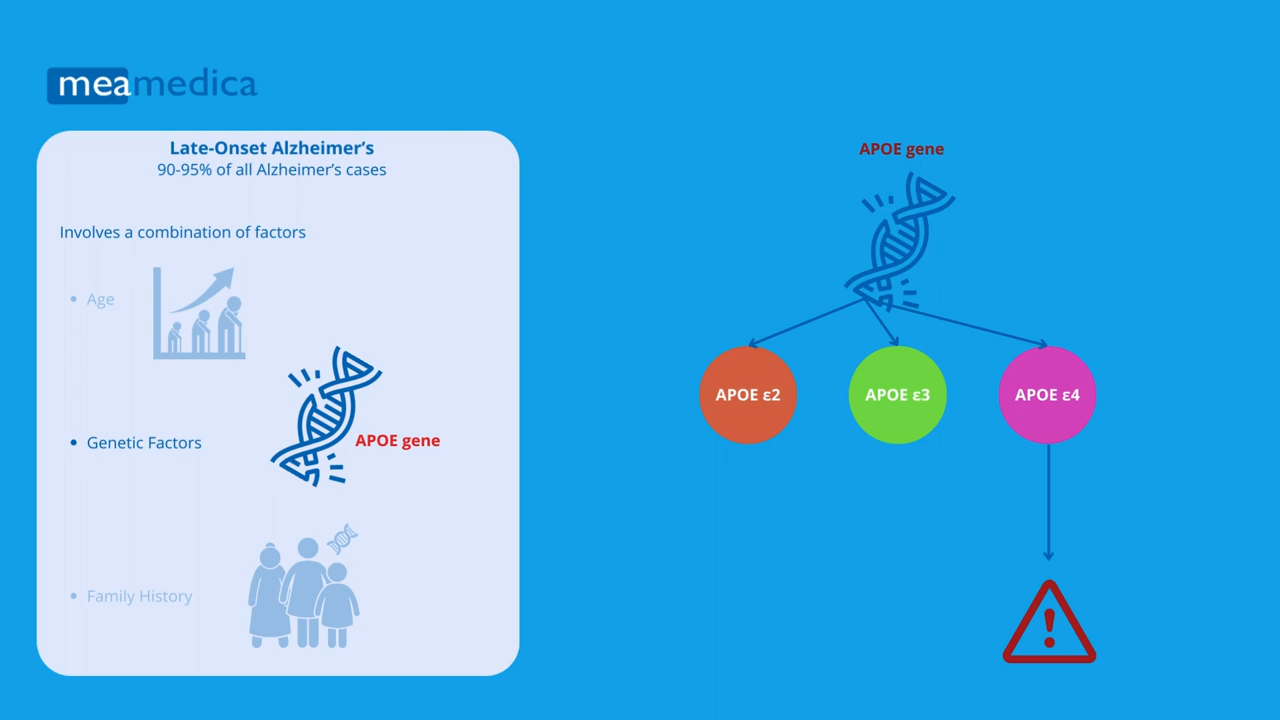 meamedica
Late-Onset Alzheimer's
90-95% of all Alzheimer's cases
Involves a combination of factors
• Age
• Genetic Factors
APOE gene
• Family History
APOE gene
APOE ε2
APOE ε3
APOE ε4